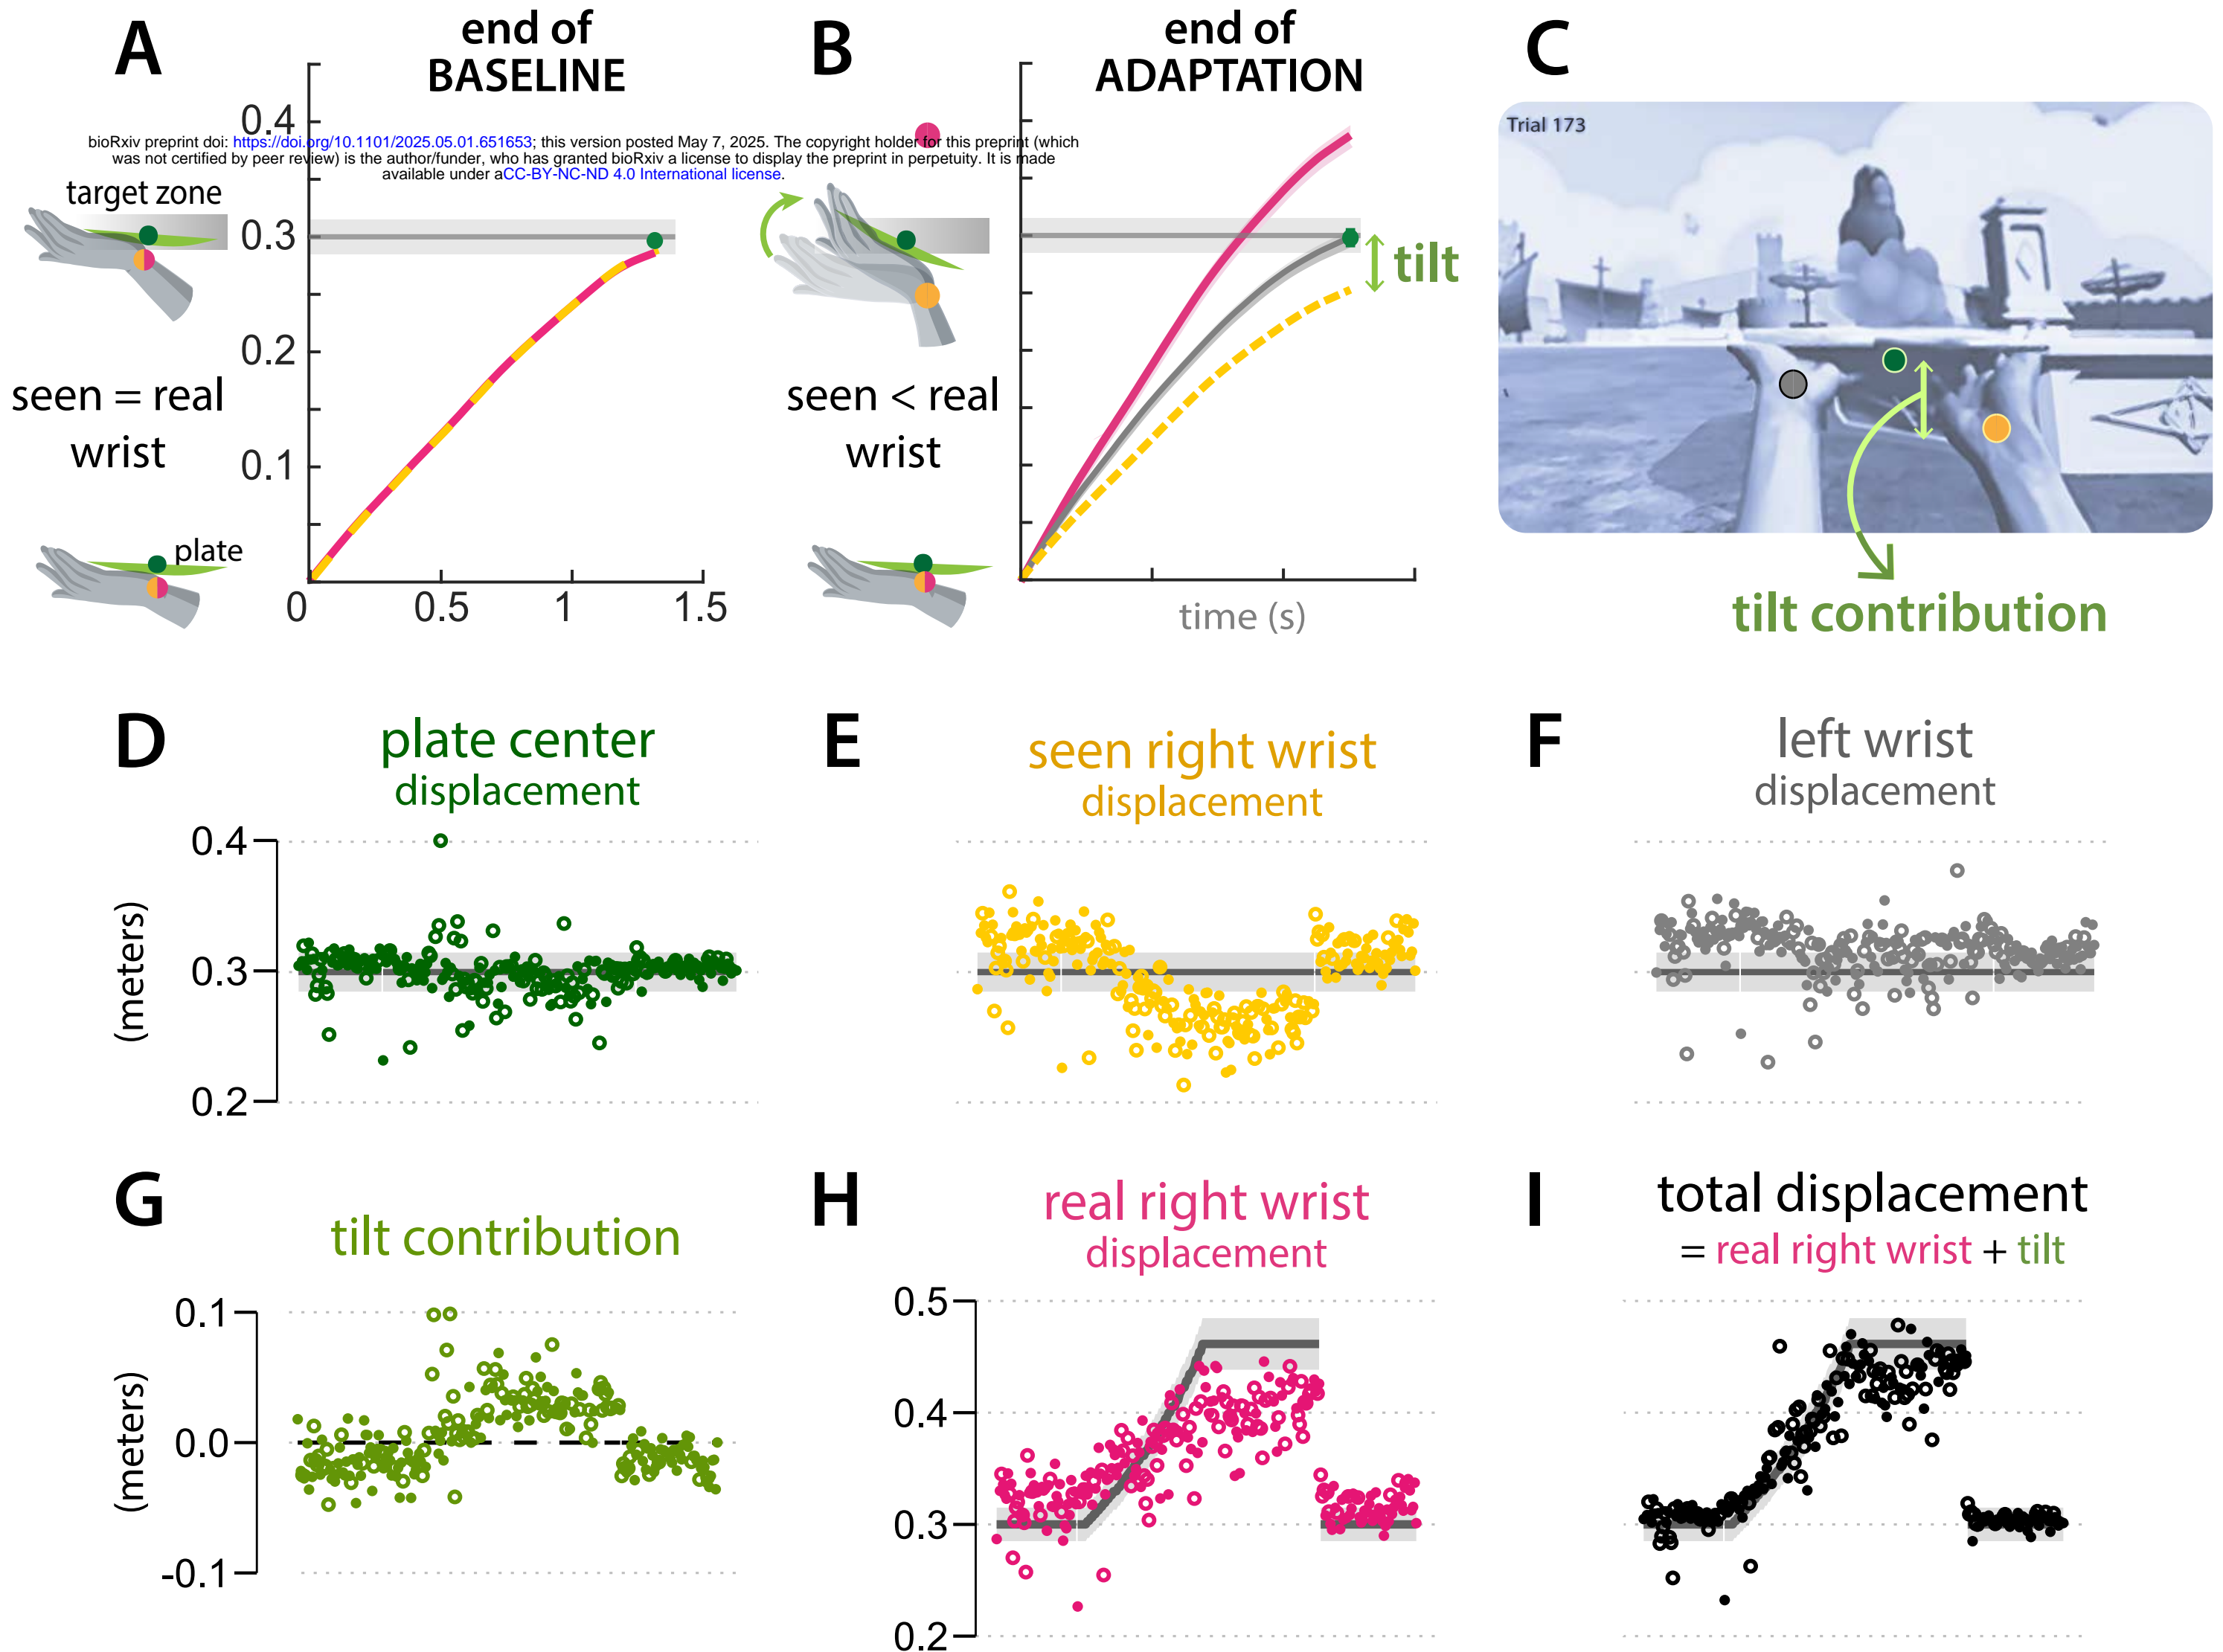 A
end of
BASELINE
B
end of
ADAPTATION
C
bioRxiv preprint doi: https://doi.org/10.1101/2025.05.01.651653; this version posted May 7, 2025. The copyright holder for this preprint (which
was not certified by peer review) is the author/funder, who has granted bioRxiv a license to display the preprint in perpetuity. It is made
available under aCC-BY-NC-ND 4.0 International license.
0.4
0.3
0.2
0.1
0
0.5
1
1.5
target zone
seen = real
wrist
plate
seen < real
wrist
tilt
time (s)
Trial 173
tilt contribution
D
plate center
displacement
0.4
0.3
0.2
(meters)
E
seen right wrist
displacement
F
left wrist
displacement
G
tilt contribution
0.1
0.0
-0.1
(meters)
H
real right wrist
displacement
0.5
0.4
0.3
0.2
I
total displacement
= real right wrist + tilt